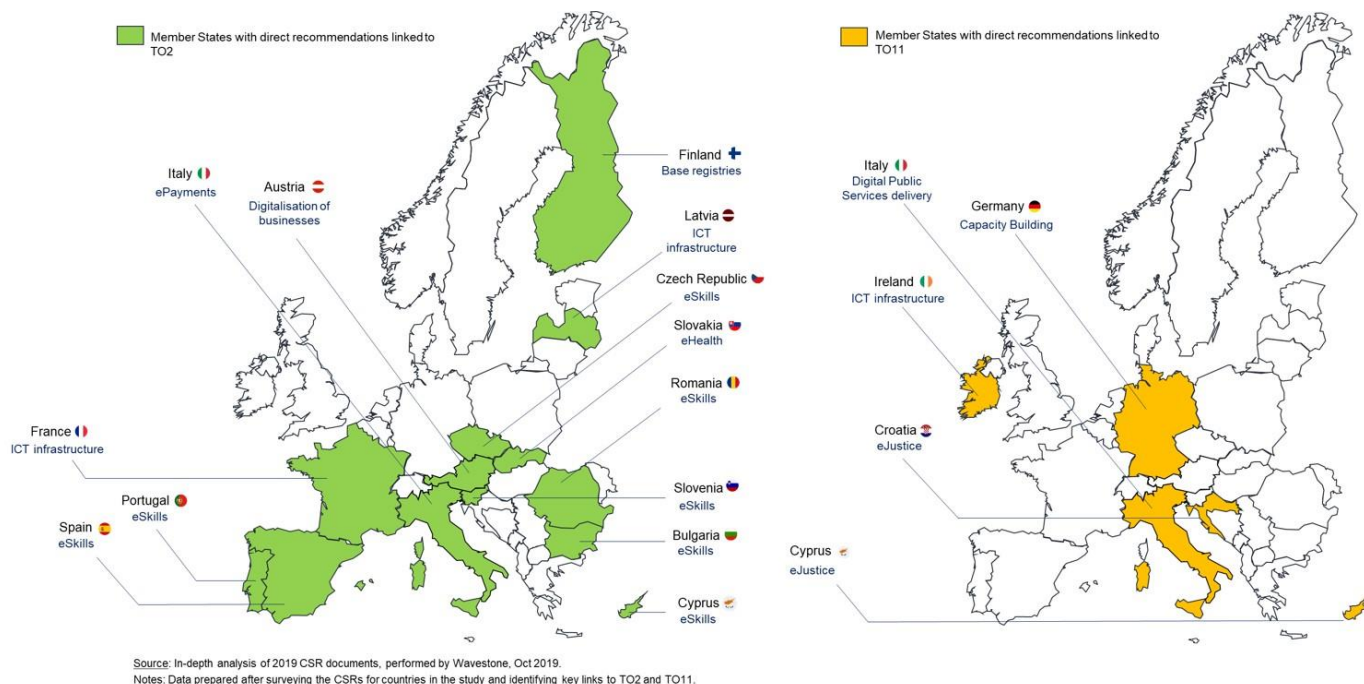 Member States with direct recommendations linked to
TO2
Italy
ePayments
Austria
Digitalisation of
businesses
Finland
Base registries
Latvia
ICT
infrastructure
Czech Republic
eSkills
Slovakia
eHealth
Romania
eSkills
France
ICT infrastructure
Portugal
eSkills
Spain
eSkills
Slovenia
eSkills
Bulgaria
eSkills
Cyprus
eSkills
Member States with direct recommendations linked to
TO11
Italy
Digital Public
Services delivery
Germany
Capacity Building
Ireland
ICT infrastructure
Croatia
eJustice
Cyprus
eJustice
Source: In-depth analysis of 2019 CSR documents, performed by Wavestone, Oct 2019.
Notes: Data prepared after surveying the CSRs for countries in the study and identifying key links to TO2 and TO11.